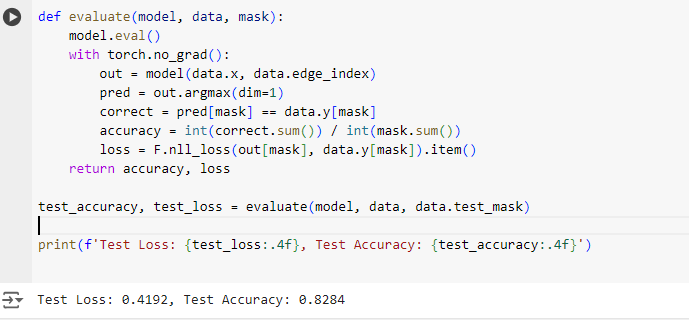 def evaluate(model, data, mask):
    model.eval()
    with torch.no_grad():
        out = model(data.x, data.edge_index)
        pred = out.argmax(dim=1)
        correct = pred[mask] == data.y[mask]
        accuracy = int(correct.sum()) / int(mask.sum())
        loss = F.nll_loss(out[mask], data.y[mask]).item()
    return accuracy, loss
test_accuracy, test_loss = evaluate(model, data, data.test_mask)
print(f'Test Loss: {test_loss:.4f}, Test Accuracy: {test_accuracy:.4f}')
Test Loss: 0.4192, Test Accuracy: 0.8284